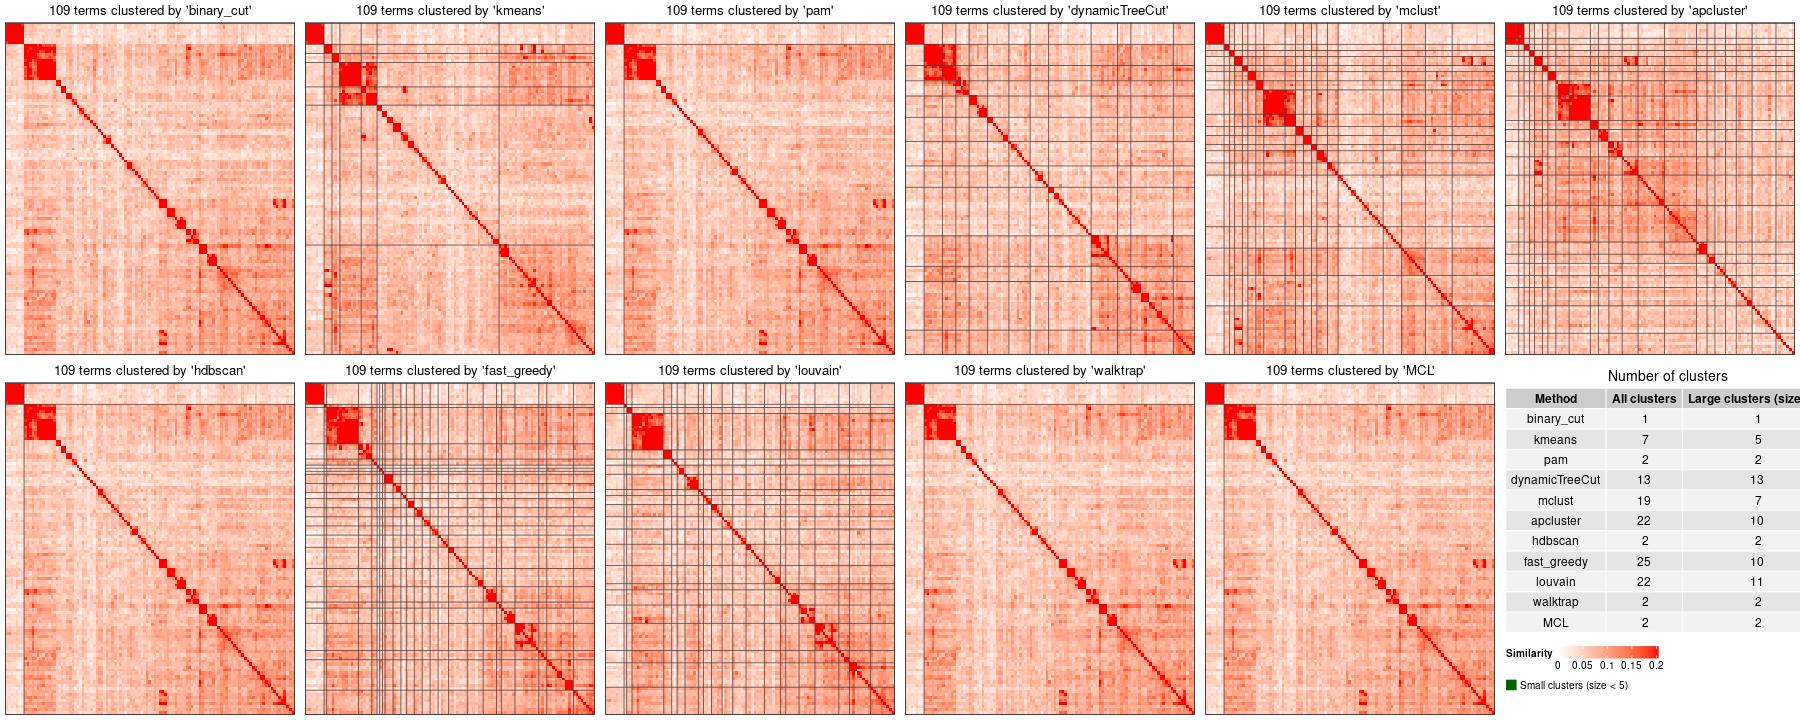 109 terms clustered by 'binary_cut'
109 terms clustered by 'kmeans'
109 terms clustered by 'pam'
109 terms clustered by 'dynamicTreeCut'
109 terms clustered by 'mclust'
109 terms clustered by 'apcluster'
109 terms clustered by 'hdbscan'
109 terms clustered by 'fast_greedy'
109 terms clustered by 'louvain'
109 terms clustered by 'walktrap'
109 terms clustered by 'MCL'
Number of clusters
Method All clusters Large clusters (size
binary_cut 1 1
kmeans 7 5
pam 2 2
dynamicTreeCut 13 13
mclust 19 7
apcluster 22 10
hdbscan 2 2
fast_greedy 25 10
louvain 22 11
walktrap 2 2
MCL 2 2
Similarity
0 0.05 0.1 0.15 0.2
Small clusters (size < 5)